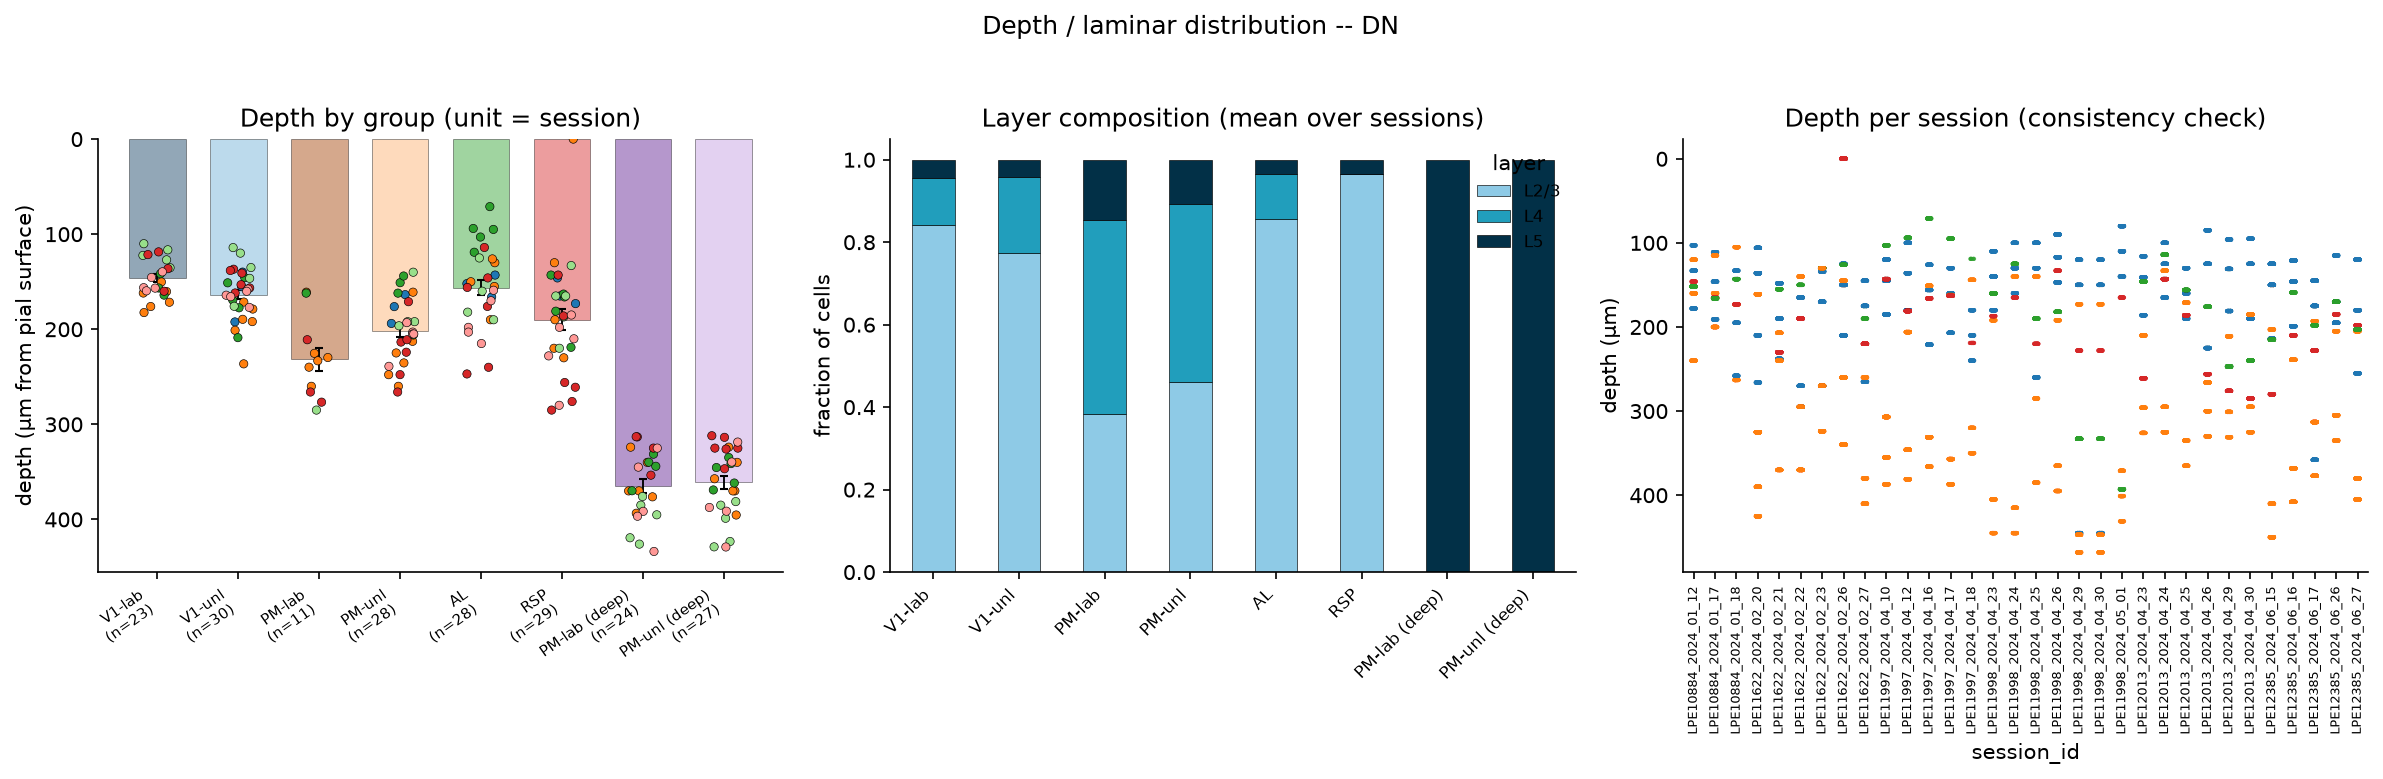 Depth / laminar distribution -- DN
Depth by group (unit = session)
depth (µm from pial surface)
0
100
200
300
400
V1-lab
(n=23)
V1-unl
(n=30)
PM-lab
(n=11)
PM-unl
(n=28)
AL
(n=28)
RSP
(n=29)
PM-lab (deep)
(n=24)
PM-unl (deep)
(n=27)
Layer composition (mean over sessions)
fraction of cells
1.0
0.8
0.6
0.4
0.2
0.0
layer
L2/3
L4
L5
V1-lab
V1-unl
PM-lab
PM-unl
AL
RSP
PM-lab (deep)
PM-unl (deep)
Depth per session (consistency check)
depth (µm)
0
100
200
300
400
LPE10884_2024_01_12
LPE10884_2024_01_17
LPE10884_2024_01_18
LPE11622_2024_02_20
LPE11622_2024_02_21
LPE11622_2024_02_22
LPE11622_2024_02_23
LPE11622_2024_02_26
LPE11622_2024_02_27
LPE11997_2024_04_10
LPE11997_2024_04_12
LPE11997_2024_04_16
LPE11997_2024_04_17
LPE11997_2024_04_18
LPE11998_2024_04_23
LPE11998_2024_04_24
LPE11998_2024_04_25
LPE11998_2024_04_26
LPE11998_2024_04_29
LPE11998_2024_04_30
LPE11998_2024_05_01
LPE12013_2024_04_23
LPE12013_2024_04_24
LPE12013_2024_04_25
LPE12013_2024_04_26
LPE12013_2024_04_29
LPE12013_2024_04_30
LPE12385_2024_06_15
LPE12385_2024_06_16
LPE12385_2024_06_17
LPE12385_2024_06_26
LPE12385_2024_06_27
session_id